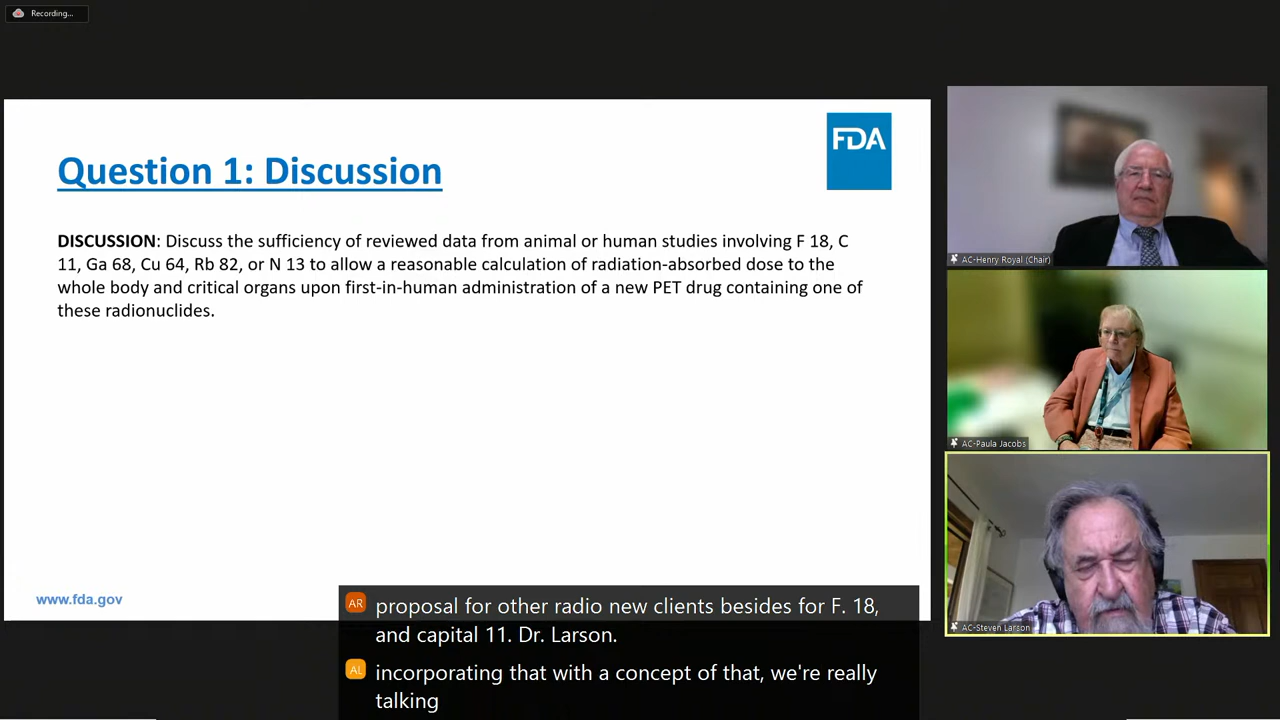 Recording...
FDA
Question 1: Discussion
DISCUSSION: Discuss the sufficiency of reviewed data from animal or human studies involving F 18, C
11, Ga 68, Cu 64, Rb 82, or N 13 to allow a reasonable calculation of radiation-absorbed dose to the
whole body and critical organs upon first-in-human administration of a new PET drug containing one of
these radionuclides.
www.fda.gov
AC-Henry Royal (Chair)
AC-Paula Jacobs
AC-Steven Larson
AR proposal for other radio new clients besides for F. 18,
and capital 11. Dr. Larson.
AL incorporating that with a concept of that, we're really
talking